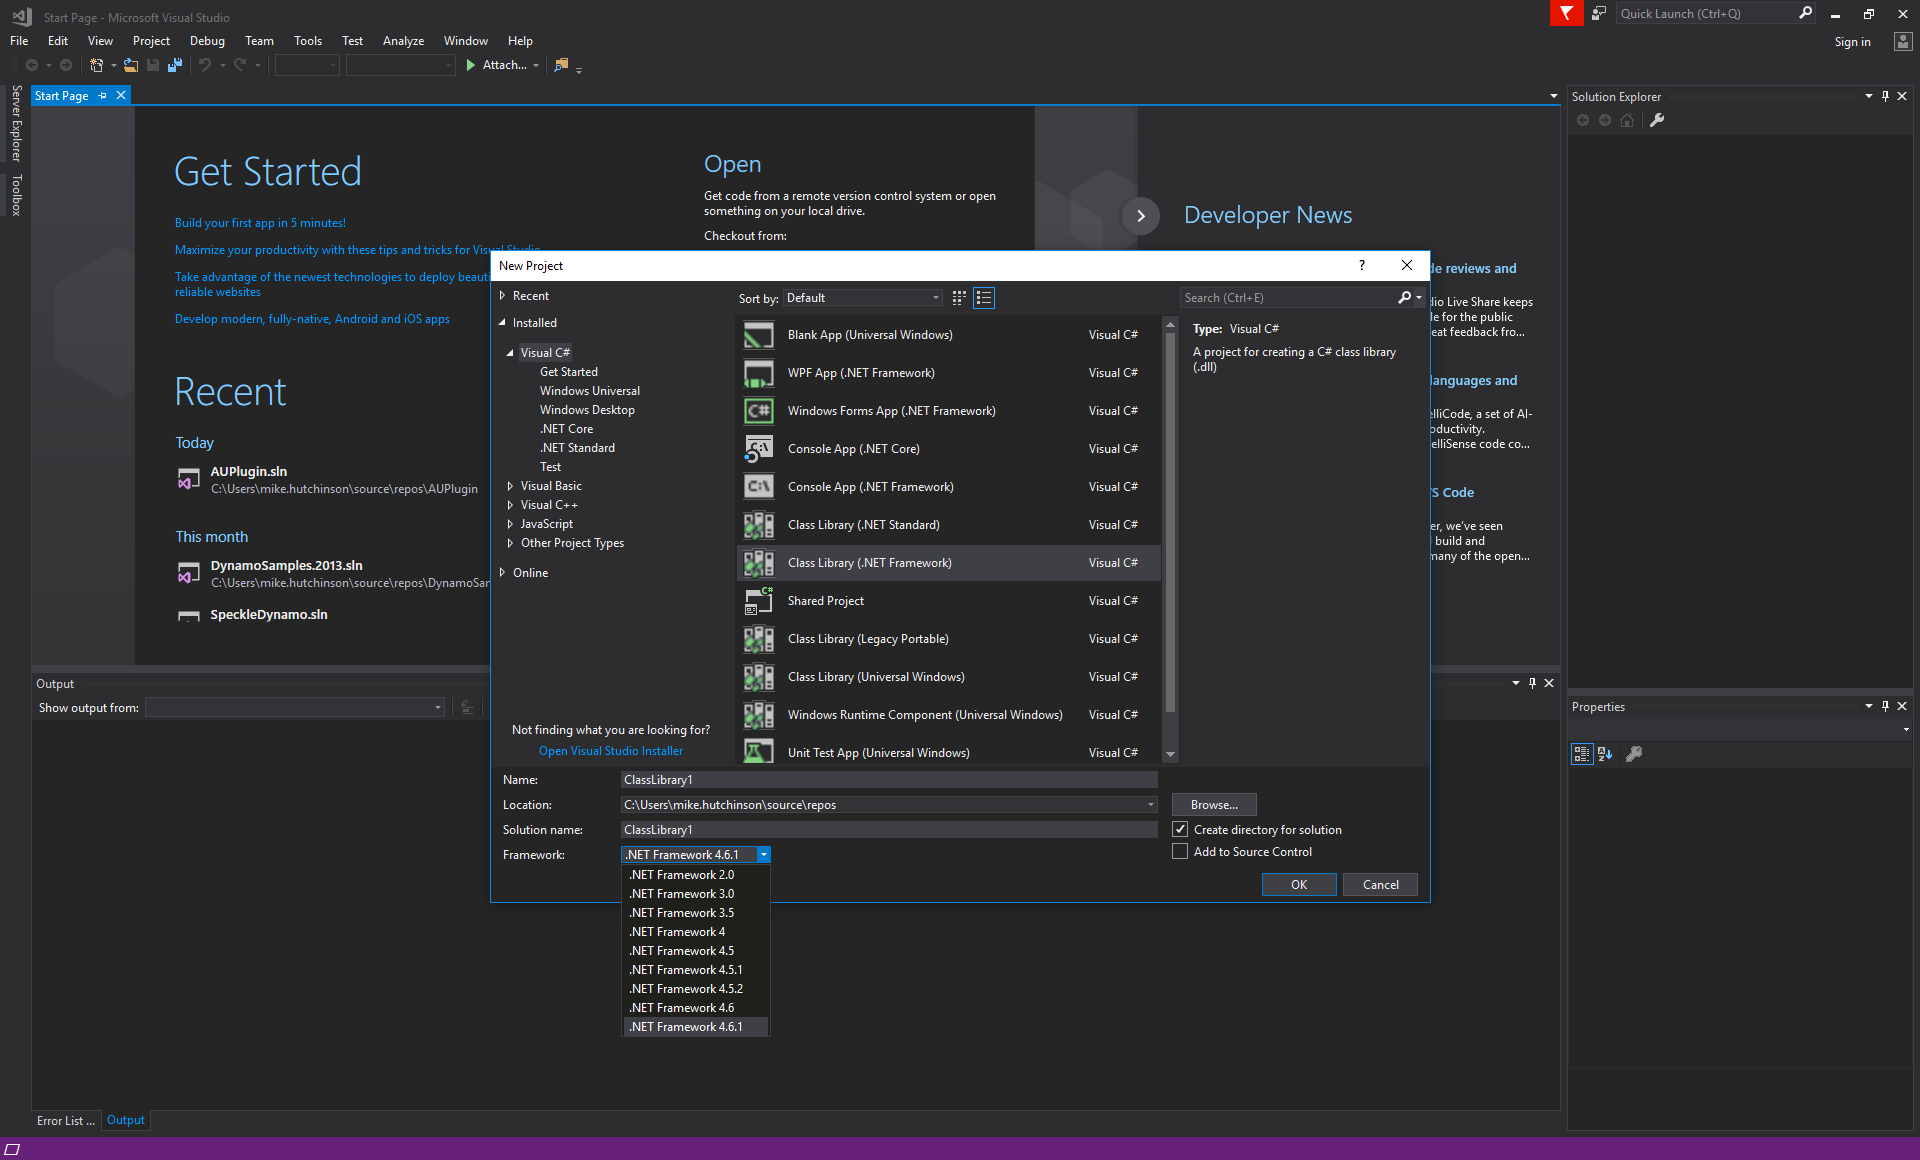 Start Page - Microsoft Visual Studio
Quick Launch (Ctrl+Q)
File Edit View Project Debug Team Tools Test Analyze Window Help
Sign in
Attach...
Server Explorer
Toolbox
Start Page
Get Started
Build your first app in 5 minutes!
Maximize your productivity with these tips and tricks for Visual Studio
Take advantage of the newest technologies to deploy beauti
reliable websites
Develop modern, fully-native, Android and iOS apps
Recent
Today
AUPlugin.sln
C:\Users\mike.hutchinson\source\repos\AUPlugin
This month
DynamoSamples.2013.sln
C:\Users\mike.hutchinson\source\repos\DynamoSam
SpeckleDynamo.sln
Open
Get code from a remote version control system or open
something on your local drive.
Checkout from:
Developer News
de reviews and
dio Live Share keeps
le for the public
eat feedback fro...
languages and
elliCode, a set of AI-
oductivity.
elliSense code co...
S Code
er, we've seen
build and
many of the open...
New Project
?
Recent
Installed
Visual C#
Get Started
Windows Universal
Windows Desktop
.NET Core
.NET Standard
Test
Visual Basic
Visual C++
JavaScript
Other Project Types
Online
Not finding what you are looking for?
Open Visual Studio Installer
Sort by: Default
Search (Ctrl+E)
Blank App (Universal Windows) Visual C#
WPF App (.NET Framework) Visual C#
Windows Forms App (.NET Framework) Visual C#
Console App (.NET Core) Visual C#
Console App (.NET Framework) Visual C#
Class Library (.NET Standard) Visual C#
Class Library (.NET Framework) Visual C#
Shared Project Visual C#
Class Library (Legacy Portable) Visual C#
Class Library (Universal Windows) Visual C#
Windows Runtime Component (Universal Windows) Visual C#
Unit Test App (Universal Windows) Visual C#
Type: Visual C#
A project for creating a C# class library
(.dll)
Name: ClassLibrary1
Location: C:\Users\mike.hutchinson\source\repos
Browse...
Solution name: ClassLibrary1
Create directory for solution
Framework: .NET Framework 4.6.1
Add to Source Control
OK Cancel
.NET Framework 2.0
.NET Framework 3.0
.NET Framework 3.5
.NET Framework 4
.NET Framework 4.5
.NET Framework 4.5.1
.NET Framework 4.5.2
.NET Framework 4.6
.NET Framework 4.6.1
Output
Show output from:
Error List ... Output
Solution Explorer
Properties